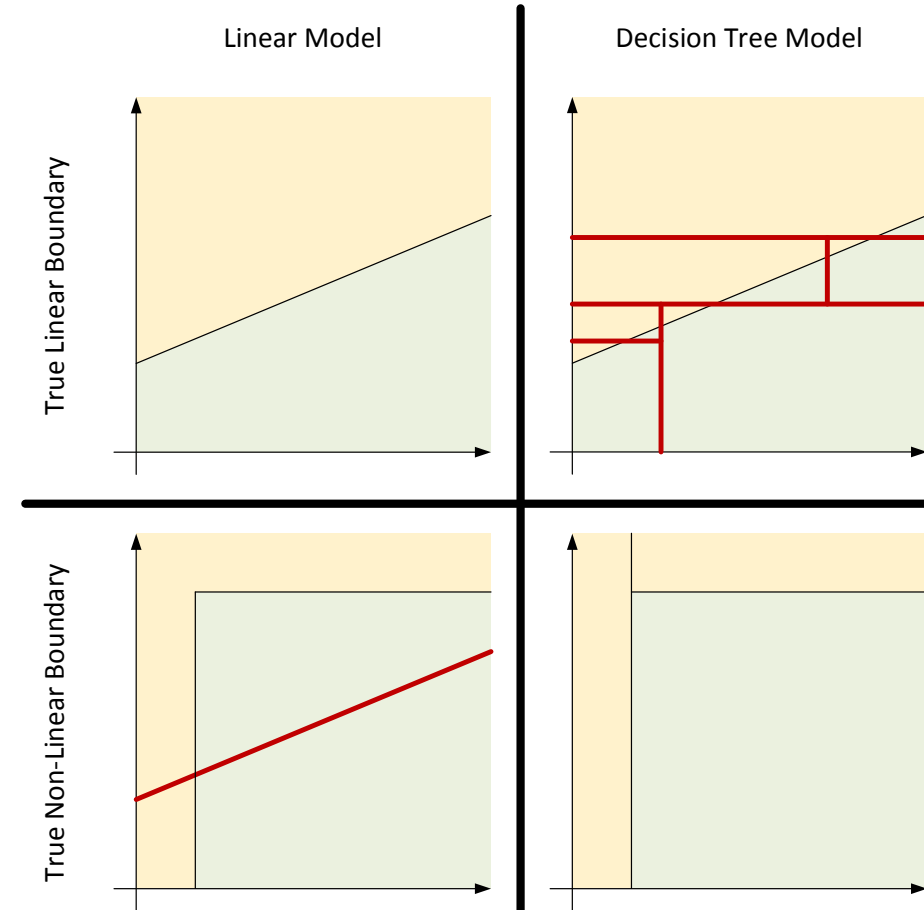 Linear Model
Decision Tree Model
True Linear Boundary
True Non-Linear Boundary